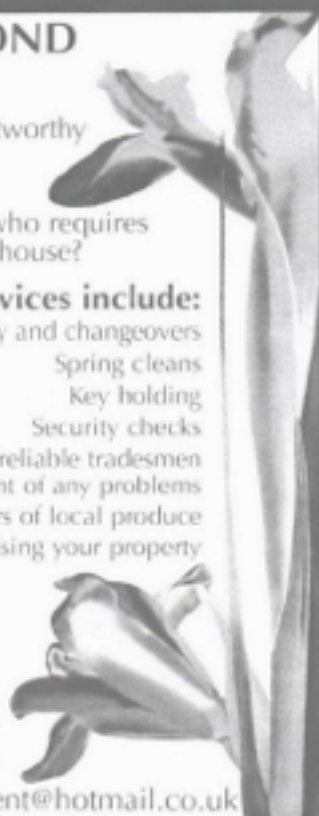 OND
tworthy
who requires
house?
vices include:
y and changeovers
Spring cleans
Key holding
Security checks
reliable tradesmen
nt of any problems
rs of local produce
sing your property
ent@hotmail.co.uk